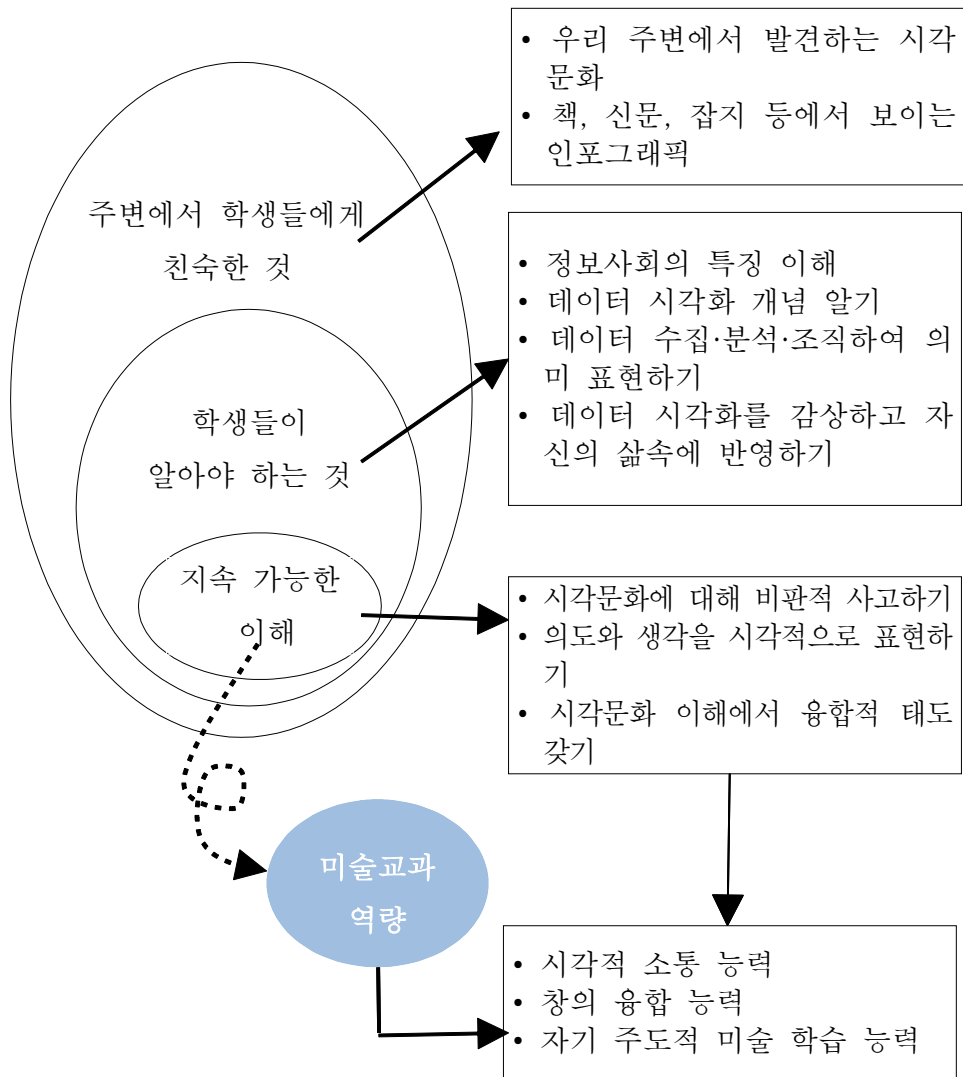 • 우리 주변에서 발견하는 시각
문화
• 책, 신문, 잡지 등에서 보이는
인포그래픽
주변에서 학생들에게
친숙한 것
• 정보사회의 특징 이해
• 데이터 시각화 개념 알기
• 데이터 수집·분석·조직하여 의
미 표현하기
• 데이터 시각화를 감상하고 자
신의 삶속에 반영하기
학생들이
알아야 하는 것
지속 가능한
이해
• 시각문화에 대해 비판적 사고하기
• 의도와 생각을 시각적으로 표현하
기
• 시각문화 이해에서 융합적 태도
갖기
미술교과
역량
• 시각적 소통 능력
• 창의 융합 능력
• 자기 주도적 미술 학습 능력